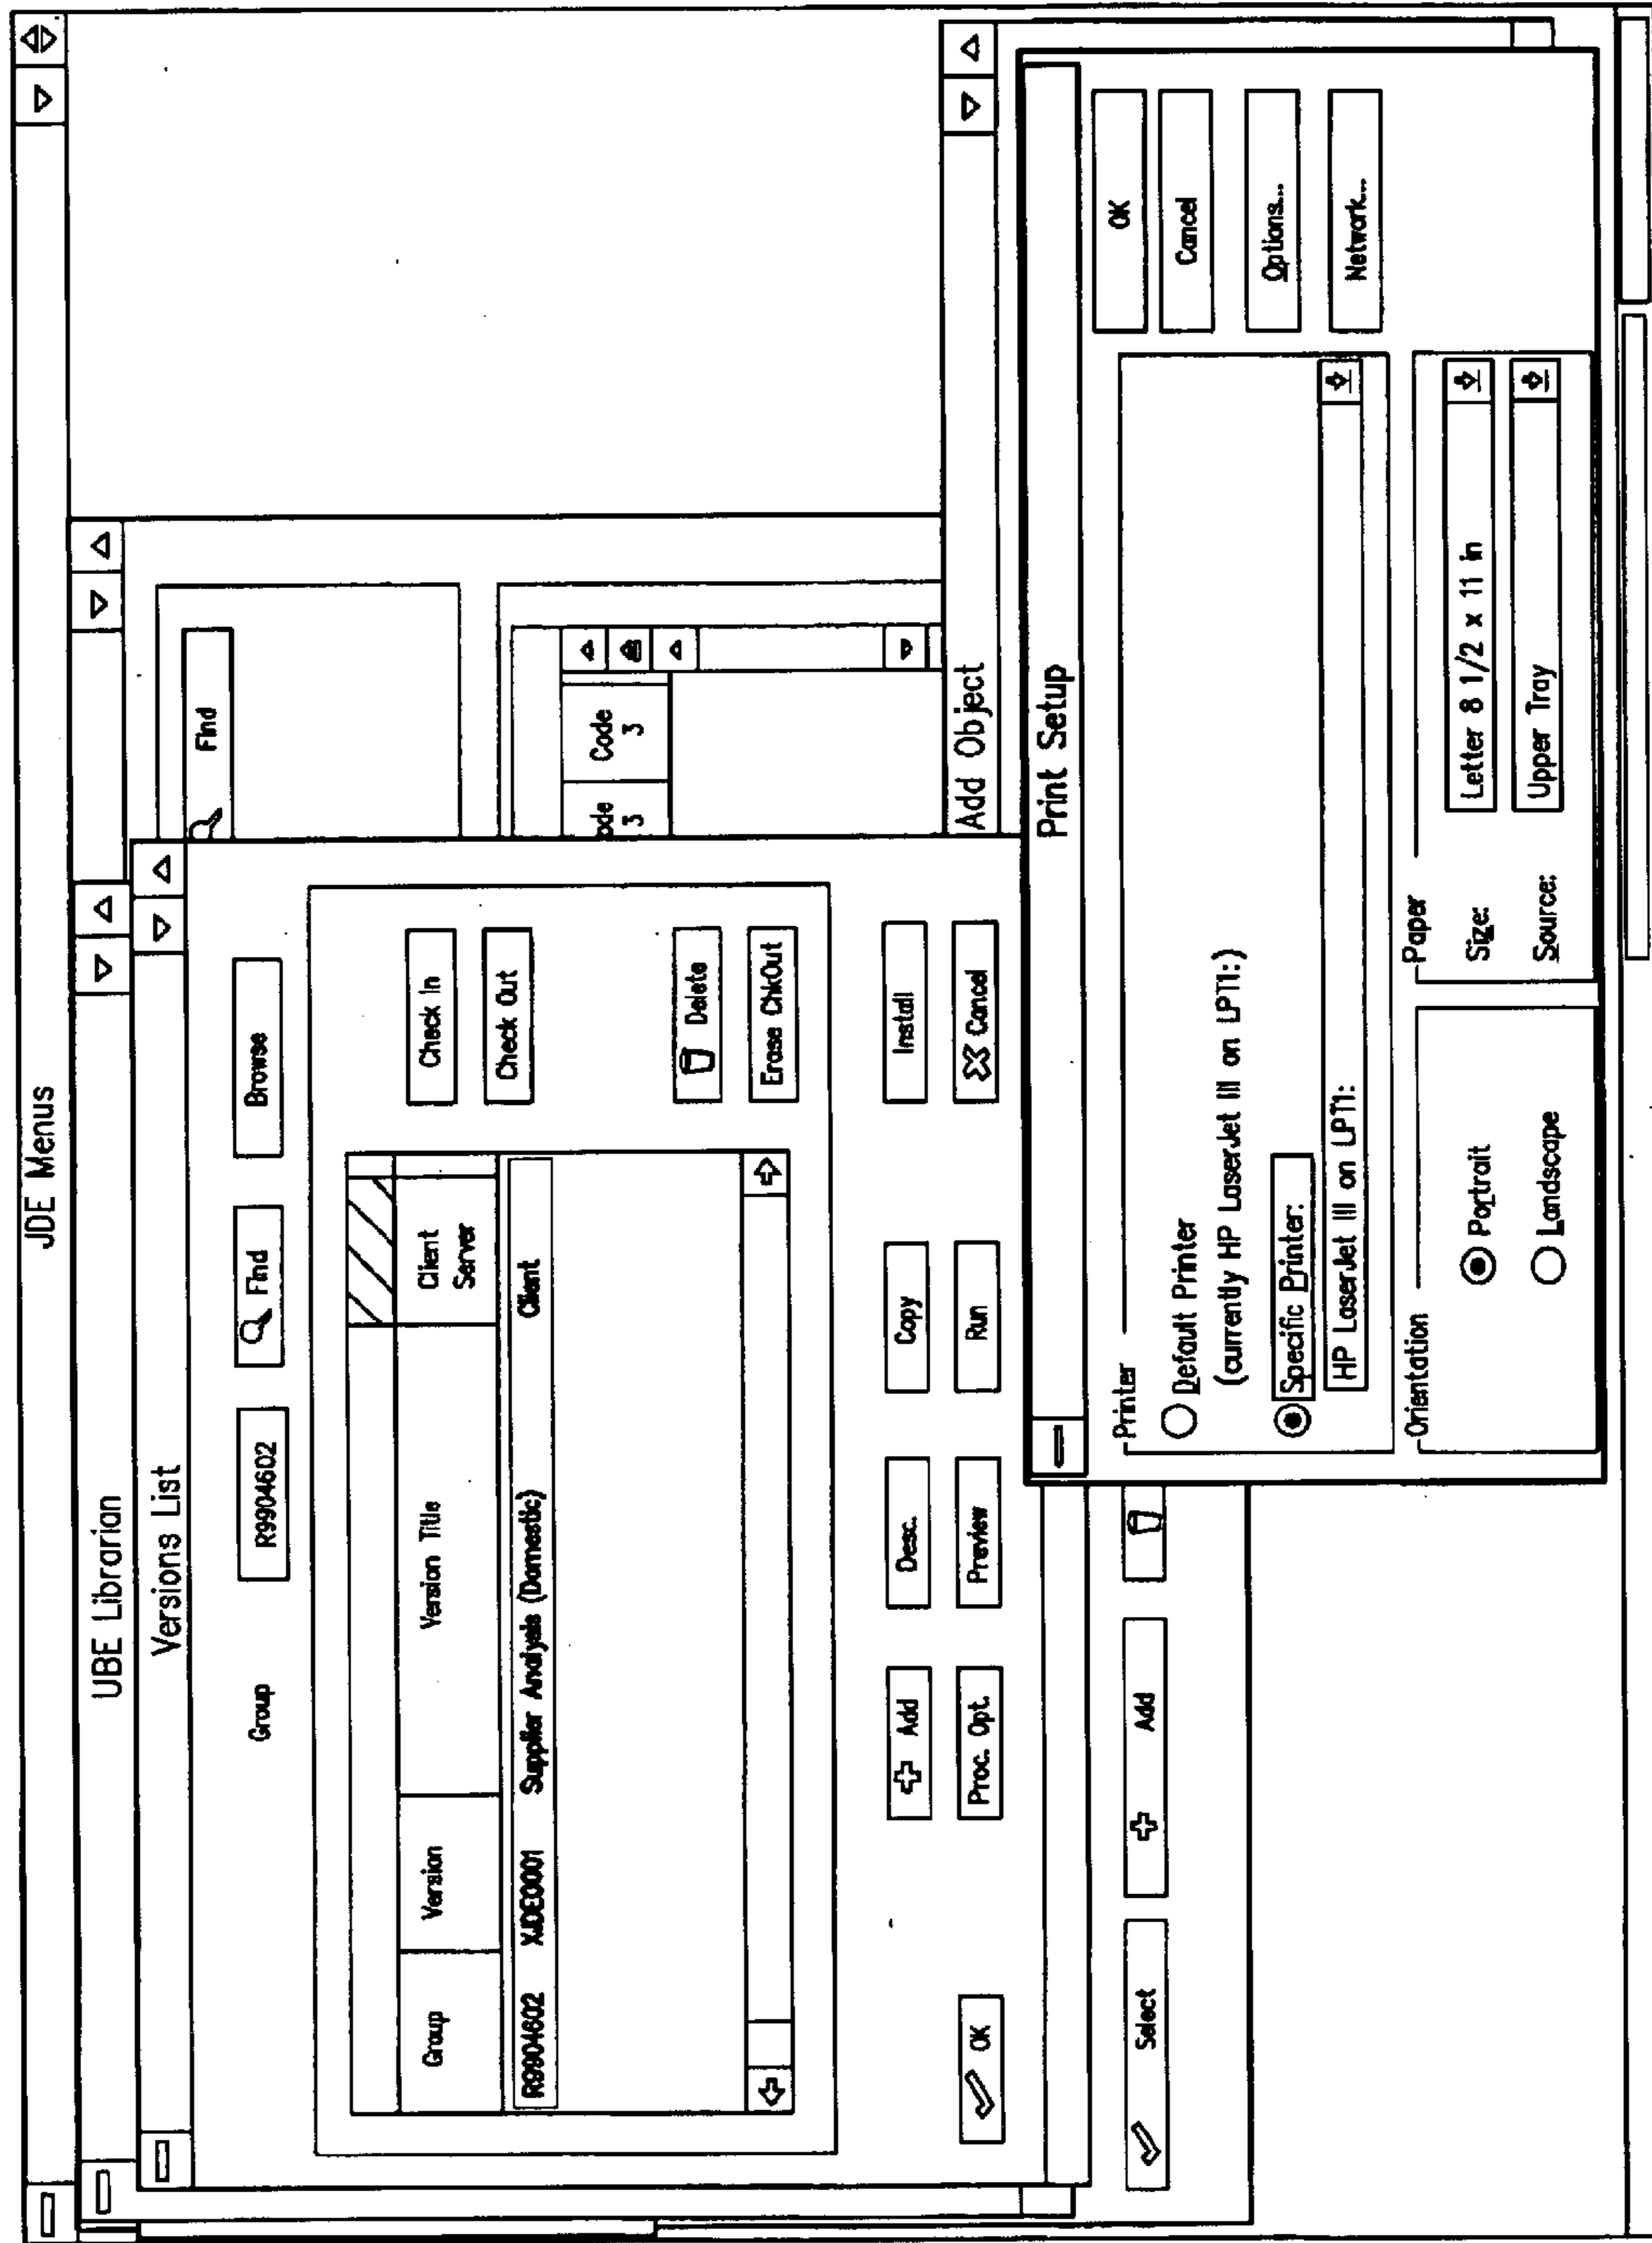 JDE Menus
UBE Librarian
Versions List
Group R9904602 Find Browse
Find
Group Version Version Title Client Server
R9904602 XJDE0001 Supplier Analysis (Domestic) Client
Check In
Check Out
Delete
Erase ChkOut
ode 3 Code 3
Add Desc. Copy Install
OK Proc. Opt. Preview Run Cancel
Select Add
Add Object
Print Setup
Printer
Default Printer
(currently HP LaserJet III on LPT1:)
Specific Printer:
HP LaserJet III on LPT1:
OK
Cancel
Options...
Network...
Orientation
Portrait
Landscape
Paper
Size: Letter 8 1/2 x 11 in
Source: Upper Tray